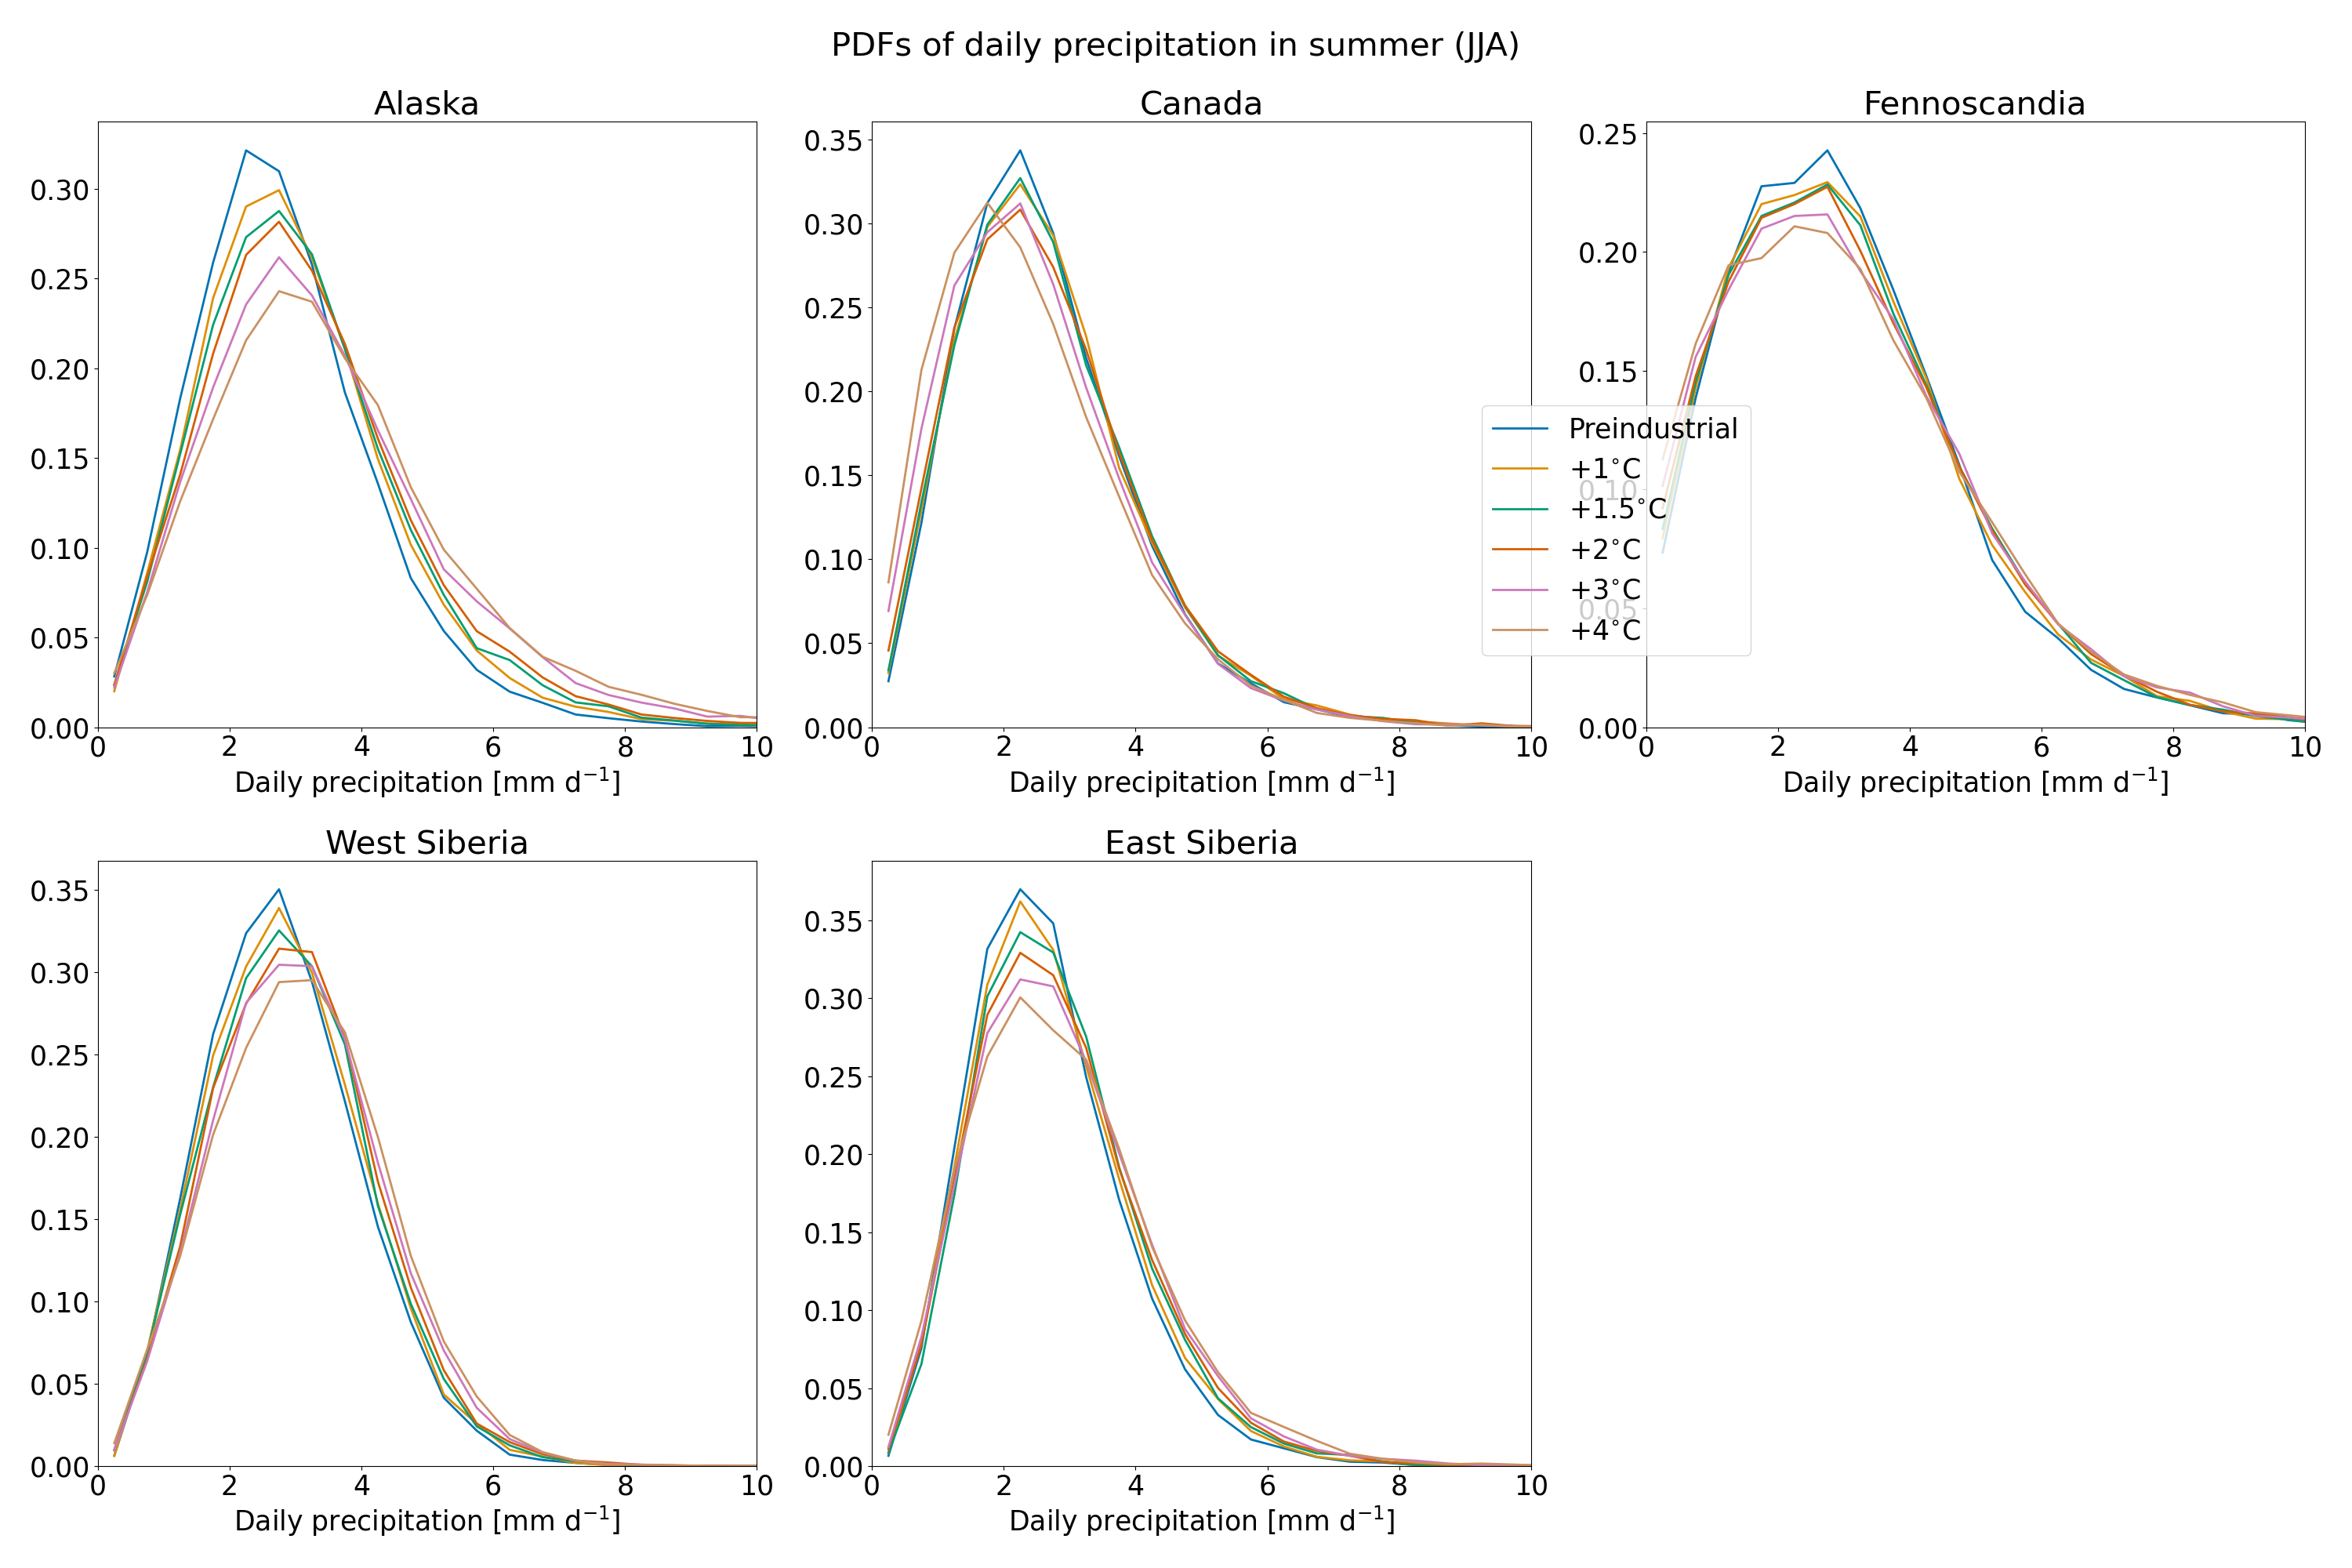 PDFs of daily precipitation in summer (JJA)
Alaska
0.30
0.25
0.20
0.15
0.10
0.05
0.00
0 2 4 6 8 10
Daily precipitation [mm d⁻¹]
Canada
0.35
0.30
0.25
0.20
0.15
0.10
0.05
0.00
0 2 4 6 8 10
Daily precipitation [mm d⁻¹]
Fennoscandia
0.25
0.20
0.15
0.10
0.05
0.00
0 2 4 6 8 10
Daily precipitation [mm d⁻¹]
Preindustrial
+1°C
+1.5°C
+2°C
+3°C
+4°C
West Siberia
0.35
0.30
0.25
0.20
0.15
0.10
0.05
0.00
0 2 4 6 8 10
Daily precipitation [mm d⁻¹]
East Siberia
0.35
0.30
0.25
0.20
0.15
0.10
0.05
0.00
0 2 4 6 8 10
Daily precipitation [mm d⁻¹]